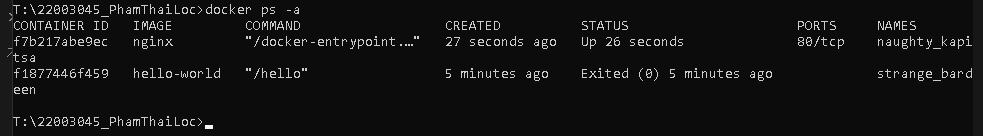 T:\22003045_PhamThaiLoc>docker ps -a
CONTAINER ID   IMAGE         COMMAND                  CREATED          STATUS                     PORTS     NAMES
f7b217abe9ec   nginx         "/docker-entrypoint.…"   27 seconds ago   Up 26 seconds              80/tcp    naughty_kapi
tsa
f1877446f459   hello-world   "/hello"                 5 minutes ago    Exited (0) 5 minutes ago             strange_bard
een
T:\22003045_PhamThaiLoc>